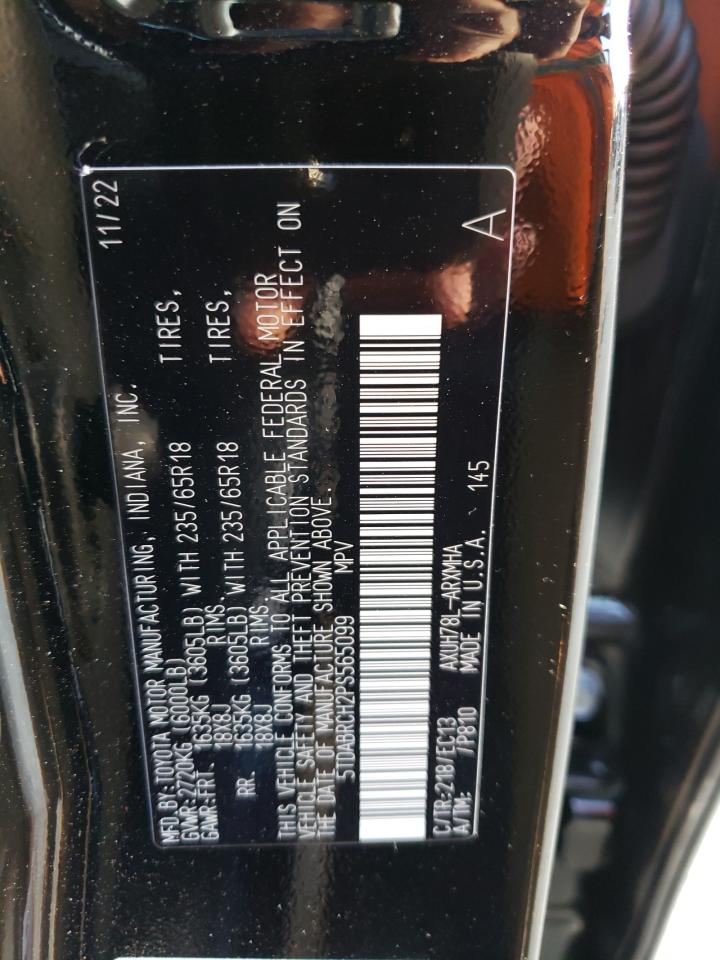 MFD.BY:TOYOTA MOTOR MANUFACTURING, INDIANA, INC. 11/22
GVWR:2720KG (6000LB)
GAWR:FRT. 1635KG (3605LB) WITH 235/65R18 TIRES,
18X8J RIMS,
RR. 1635KG (3605LB) WITH 235/65R18 TIRES,
18X8J RIMS,
THIS VEHICLE CONFORMS TO ALL APPLICABLE FEDERAL MOTOR
VEHICLE SAFETY AND THEFT PREVENTION STANDARDS IN EFFECT ON
THE DATE OF MANUFACTURE SHOWN ABOVE.
5TDABRCH2PS565099 MPV
C/TR:218/EC13 AXUH78L-ARXMHA
A/TM: /P810 MADE IN U.S.A. 145 A